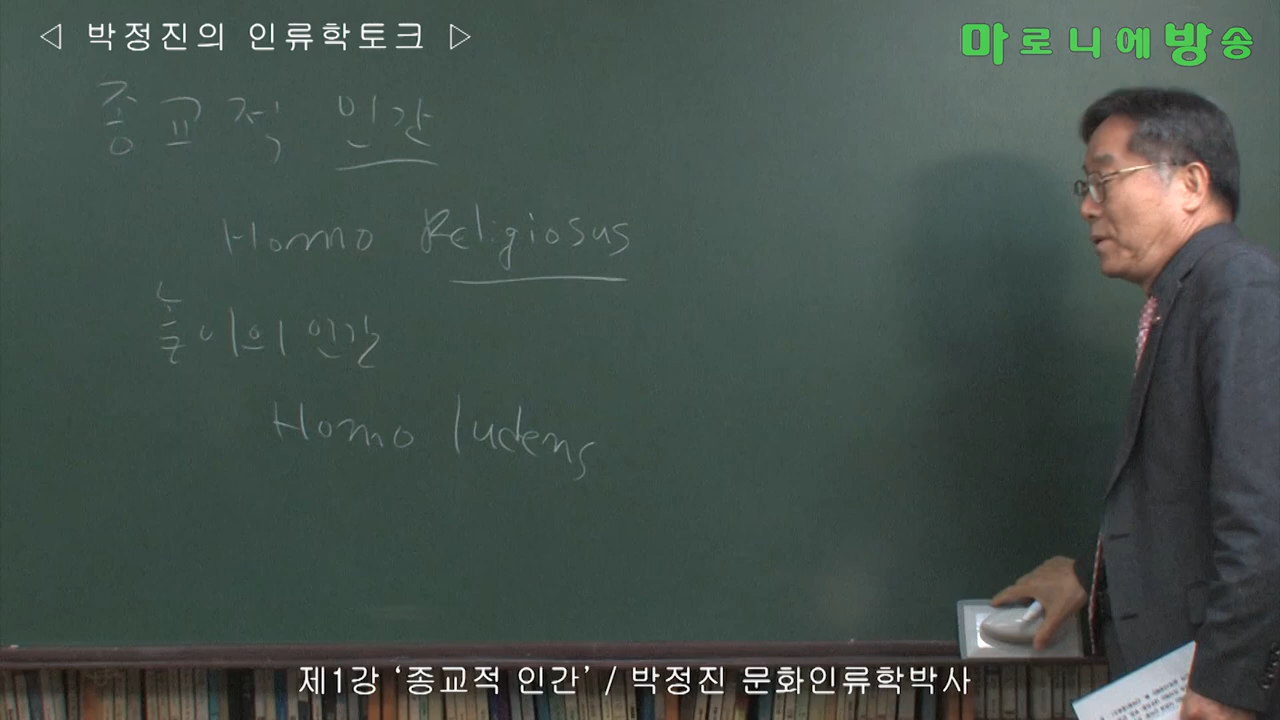 ◁ 박정진의 인류학토크 ▷
마로니에방송
종교적 인간
Homo Religiosus
놀이의 인간
Homo ludens
제1강 ‘종교적 인간’ / 박정진 문화인류학박사